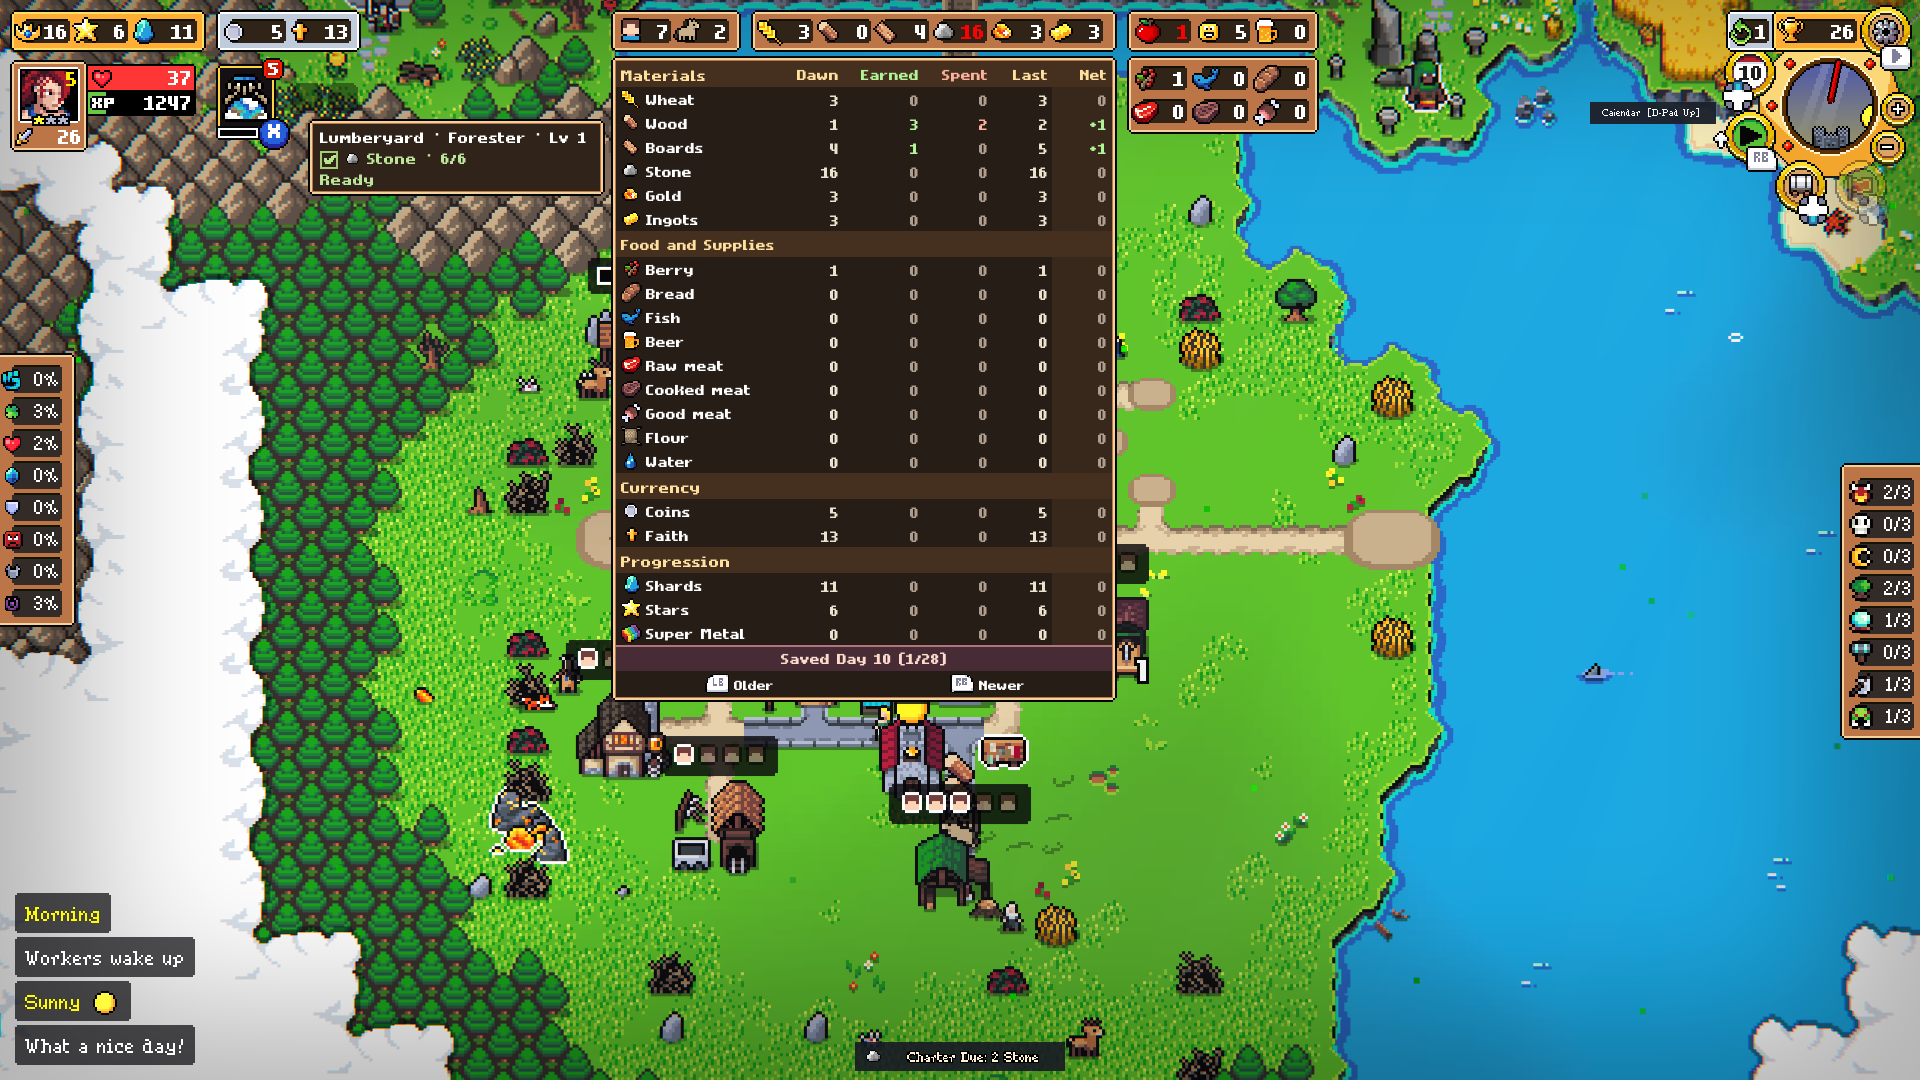 16 6 11
5 13
7 2
3 0 4 16 3 3
1 5 0
1 26
1 0 0
0 0 0
10
Calendar [D-Pad Up]
RB
5
37
XP 1247
26
5
X
Lumberyard · Forester · Lv 1
Stone · 6/6
Ready
Materials Dawn Earned Spent Last Net
Wheat 3 0 0 3 0
Wood 1 3 2 2 +1
Boards 4 1 0 5 +1
Stone 16 0 0 16 0
Gold 3 0 0 3 0
Ingots 3 0 0 3 0
Food and Supplies
Berry 1 0 0 1 0
Bread 0 0 0 0 0
Fish 0 0 0 0 0
Beer 0 0 0 0 0
Raw meat 0 0 0 0 0
Cooked meat 0 0 0 0 0
Good meat 0 0 0 0 0
Flour 0 0 0 0 0
Water 0 0 0 0 0
Currency
Coins 5 0 0 5 0
Faith 13 0 0 13 0
Progression
Shards 11 0 0 11 0
Stars 6 0 0 6 0
Super Metal 0 0 0 0 0
Saved Day 10 (1/28)
LB Older RB Newer
0%
3%
2%
0%
0%
0%
0%
3%
2/3
0/3
0/3
2/3
1/3
0/3
1/3
1/3
1
Morning
Workers wake up
Sunny
What a nice day!
Charter Due: 2 Stone